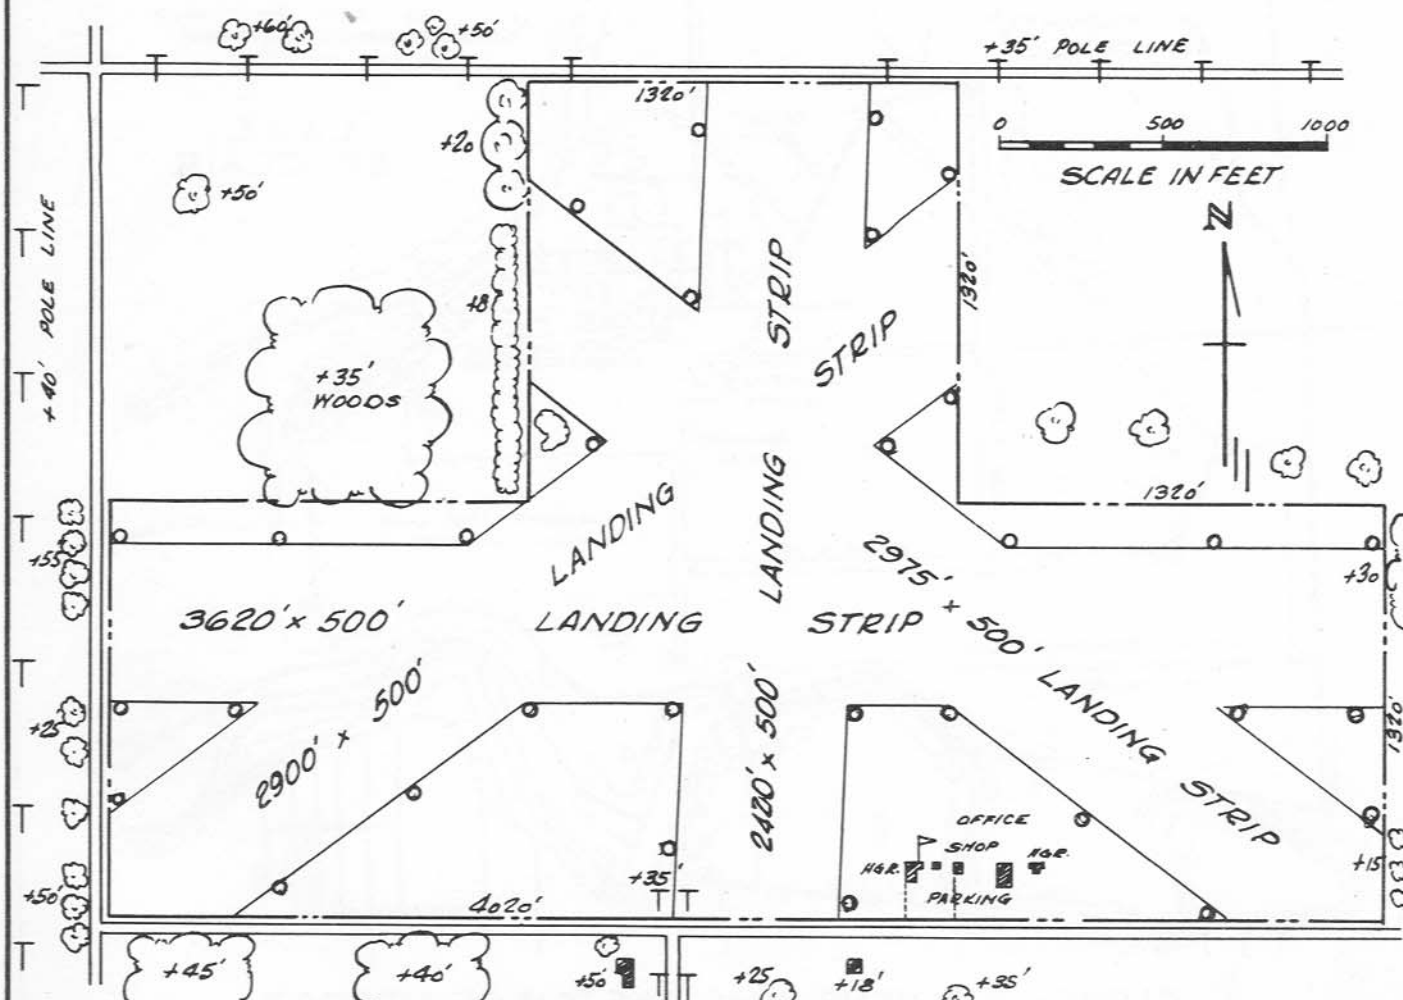 +60'
+50'
+35' POLE LINE
1320'
0 500 1000
SCALE IN FEET
+20
+50'
N
+40' POLE LINE
+8
STRIP
1320'
STRIP
+35'
WOODS
1320'
LANDING
LANDING
2975' + 500' LANDING STRIP
+55
+30
3620' x 500' LANDING STRIP
2900' + 500'
2420' x 500'
+25
1320'
OFFICE
SHOP
HGR.
HGR.
PARKING
+15
+35'
+50'
4020'
+45'
+40'
+50'
+25
+18'
+35'